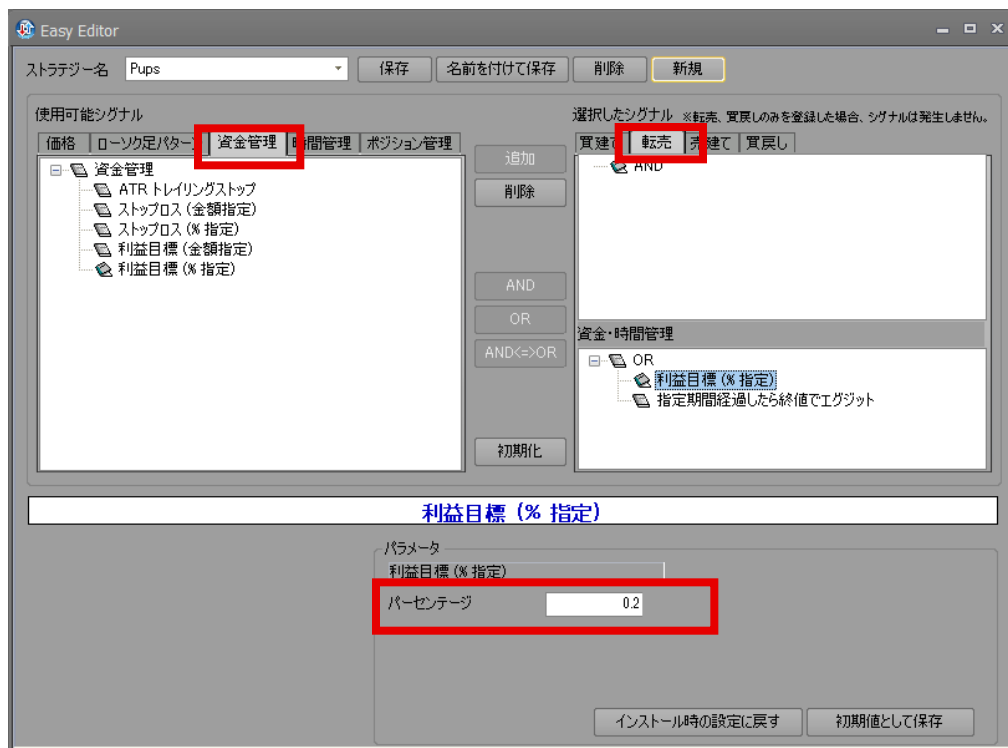 Easy Editor
ストラテジー名 Pups 保存 名前を付けて保存 削除 新規
使用可能シグナル
価格 ローソク足パターン 資金管理 時間管理 ポジション管理
資金管理
ATR トレイリングストップ
ストップロス (金額指定)
ストップロス (% 指定)
利益目標 (金額指定)
利益目標 (% 指定)
追加
削除
AND
OR
AND<=>OR
初期化
選択したシグナル ※転売、買戻しのみを登録した場合、シグナルは発生しません。
買建て 転売 売建て 買戻し
AND
資金・時間管理
OR
利益目標 (% 指定)
指定期間経過したら終値でエグジット
利益目標 (% 指定)
パラメータ
利益目標 (% 指定)
パーセンテージ 0.2
インストール時の設定に戻す 初期値として保存